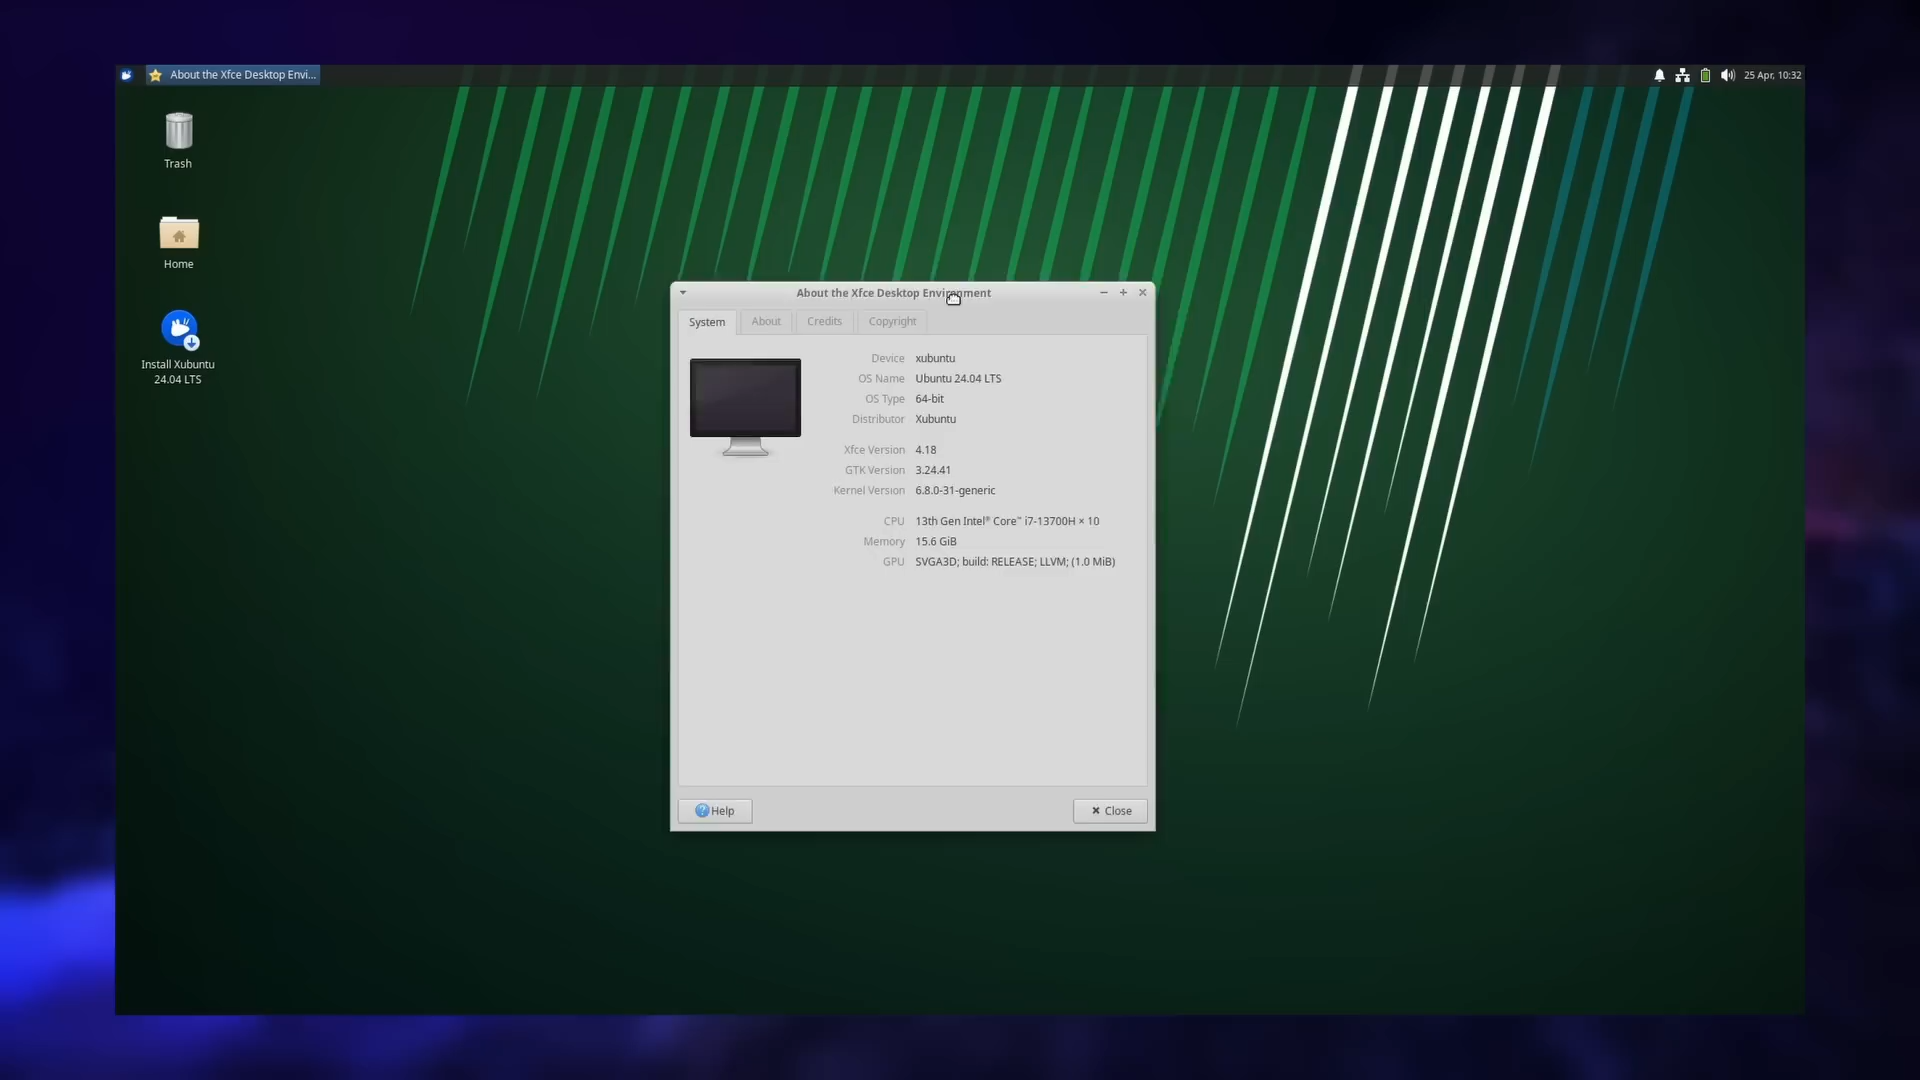 About the Xfce Desktop Envi...
25 Apr, 10:32
Trash
Home
Install Xubuntu
24.04 LTS
About the Xfce Desktop Environment
System About Credits Copyright
Device xubuntu
OS Name Ubuntu 24.04 LTS
OS Type 64-bit
Distributor Xubuntu
Xfce Version 4.18
GTK Version 3.24.41
Kernel Version 6.8.0-31-generic
CPU 13th Gen Intel® Core™ i7-13700H × 10
Memory 15.6 GiB
GPU SVGA3D; build: RELEASE; LLVM; (1.0 MiB)
Help Close